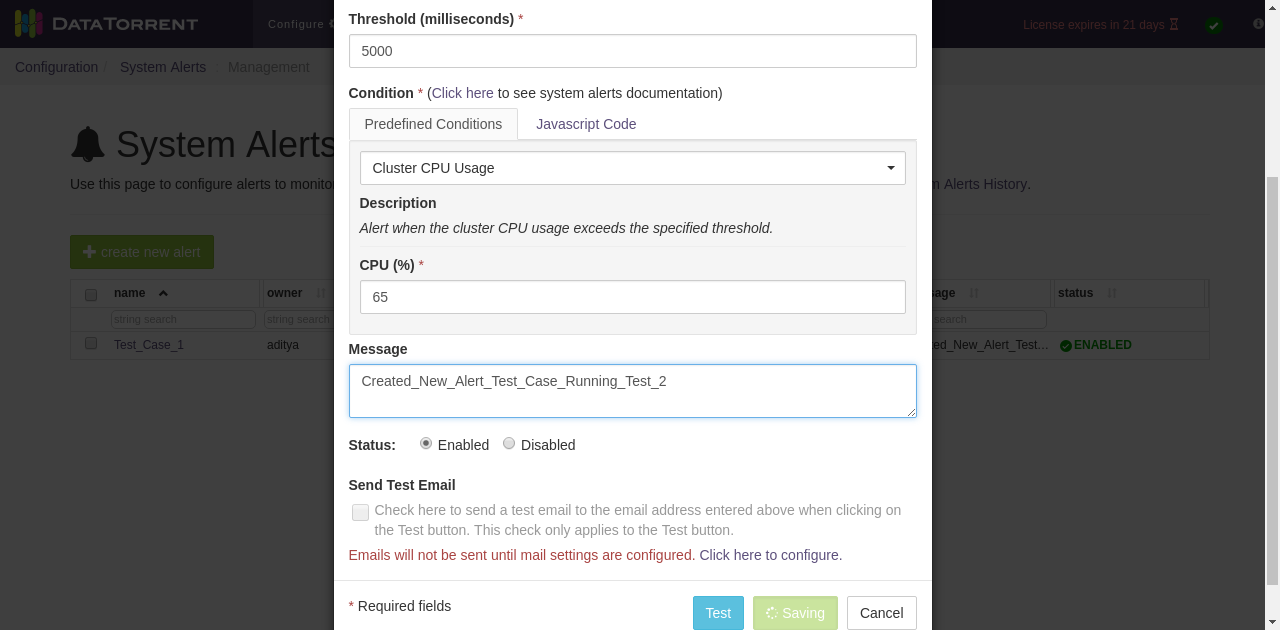 DATATORRENT
Configure
License expires in 21 days
Configuration / System Alerts : Management
System Alerts
Use this page to configure alerts to monitor
m Alerts History.
create new alert
name owner
sage status
string search string search
search
Test_Case_1 aditya
ed_New_Alert_Test… ENABLED
Threshold (milliseconds) *
5000
Condition * (Click here to see system alerts documentation)
Predefined Conditions Javascript Code
Cluster CPU Usage
Description
Alert when the cluster CPU usage exceeds the specified threshold.
CPU (%) *
65
Message
Created_New_Alert_Test_Case_Running_Test_2
Status: Enabled Disabled
Send Test Email
Check here to send a test email to the email address entered above when clicking on
the Test button. This check only applies to the Test button.
Emails will not be sent until mail settings are configured. Click here to configure.
* Required fields
Test Saving Cancel